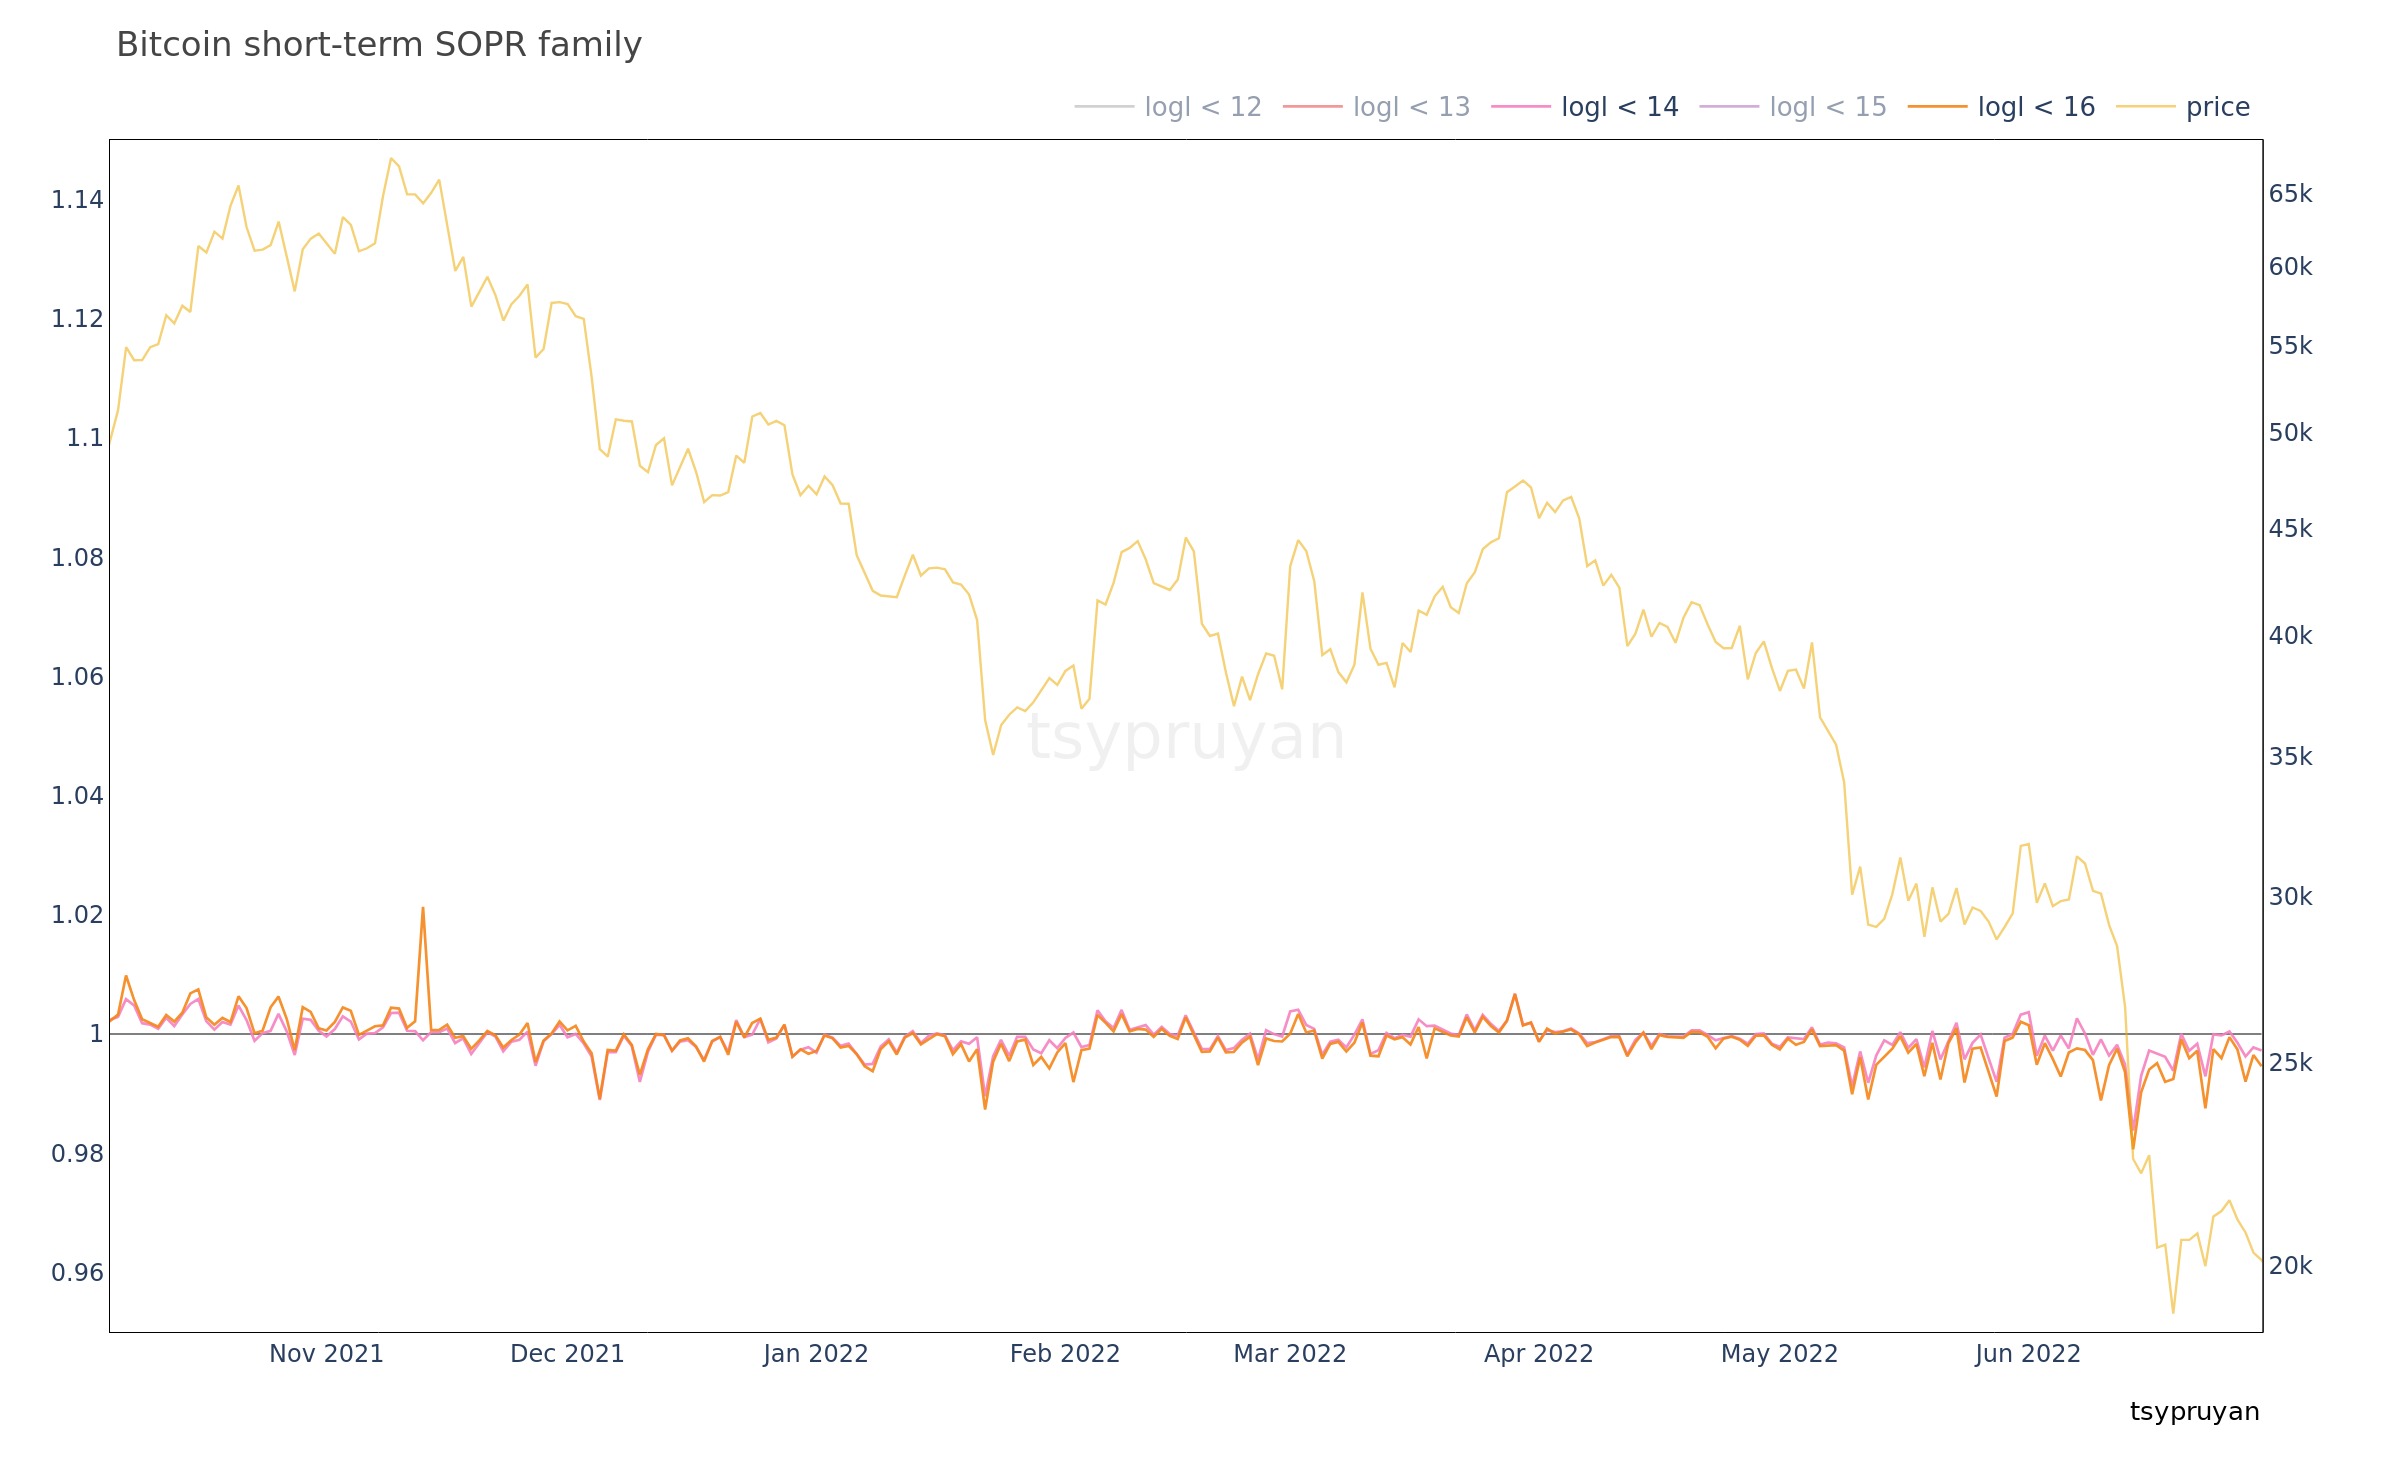 Bitcoin short-term SOPR family
logl < 12 logl < 13 logl < 14 logl < 15 logl < 16 price
1.14
1.12
1.1
1.08
1.06
1.04
1.02
1
0.98
0.96
65k
60k
55k
50k
45k
40k
35k
30k
25k
20k
tsypruyan
Nov 2021 Dec 2021 Jan 2022 Feb 2022 Mar 2022 Apr 2022 May 2022 Jun 2022
tsypruyan